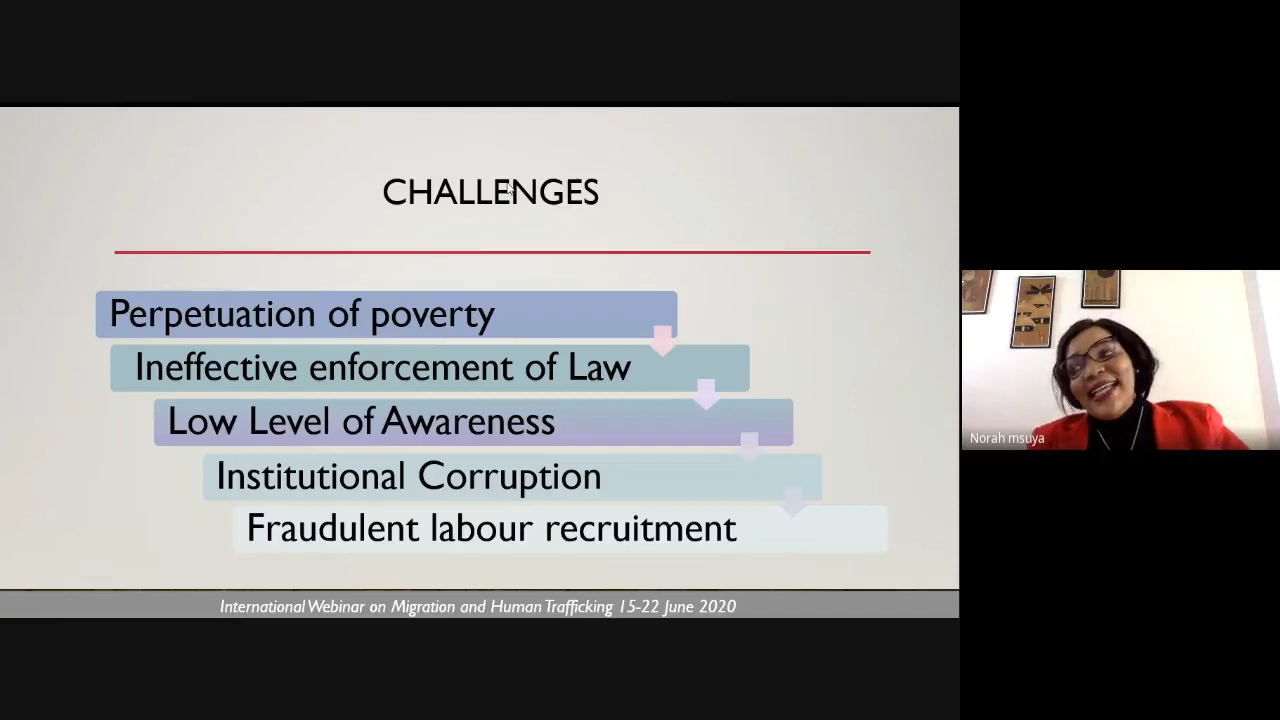 CHALLENGES
Perpetuation of poverty
Ineffective enforcement of Law
Low Level of Awareness
Institutional Corruption
Fraudulent labour recruitment
International Webinar on Migration and Human Trafficking 15-22 June 2020
Norah msuya